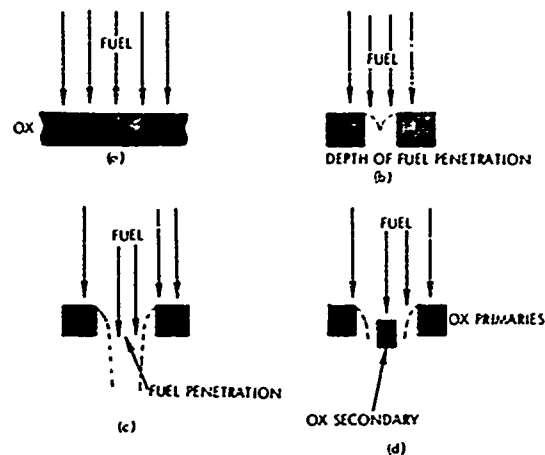 FUEL
OX
(a)
FUEL
DEPTH OF FUEL PENETRATION
(b)
FUEL
FUEL PENETRATION
(c)
FUEL
OX PRIMARIES
OX SECONDARY
(d)